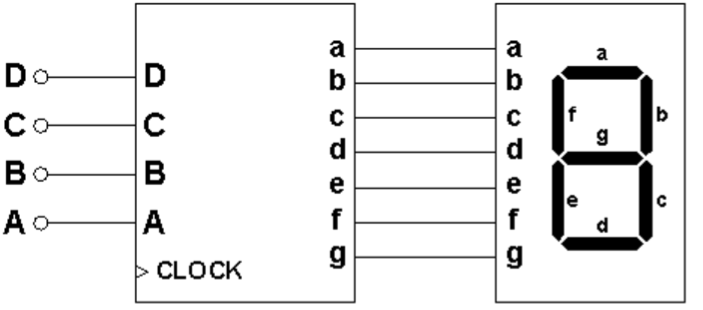 D D a a a
b b
C C c c f b
d d g
B B e e e c
A A f f d
g g
> CLOCK